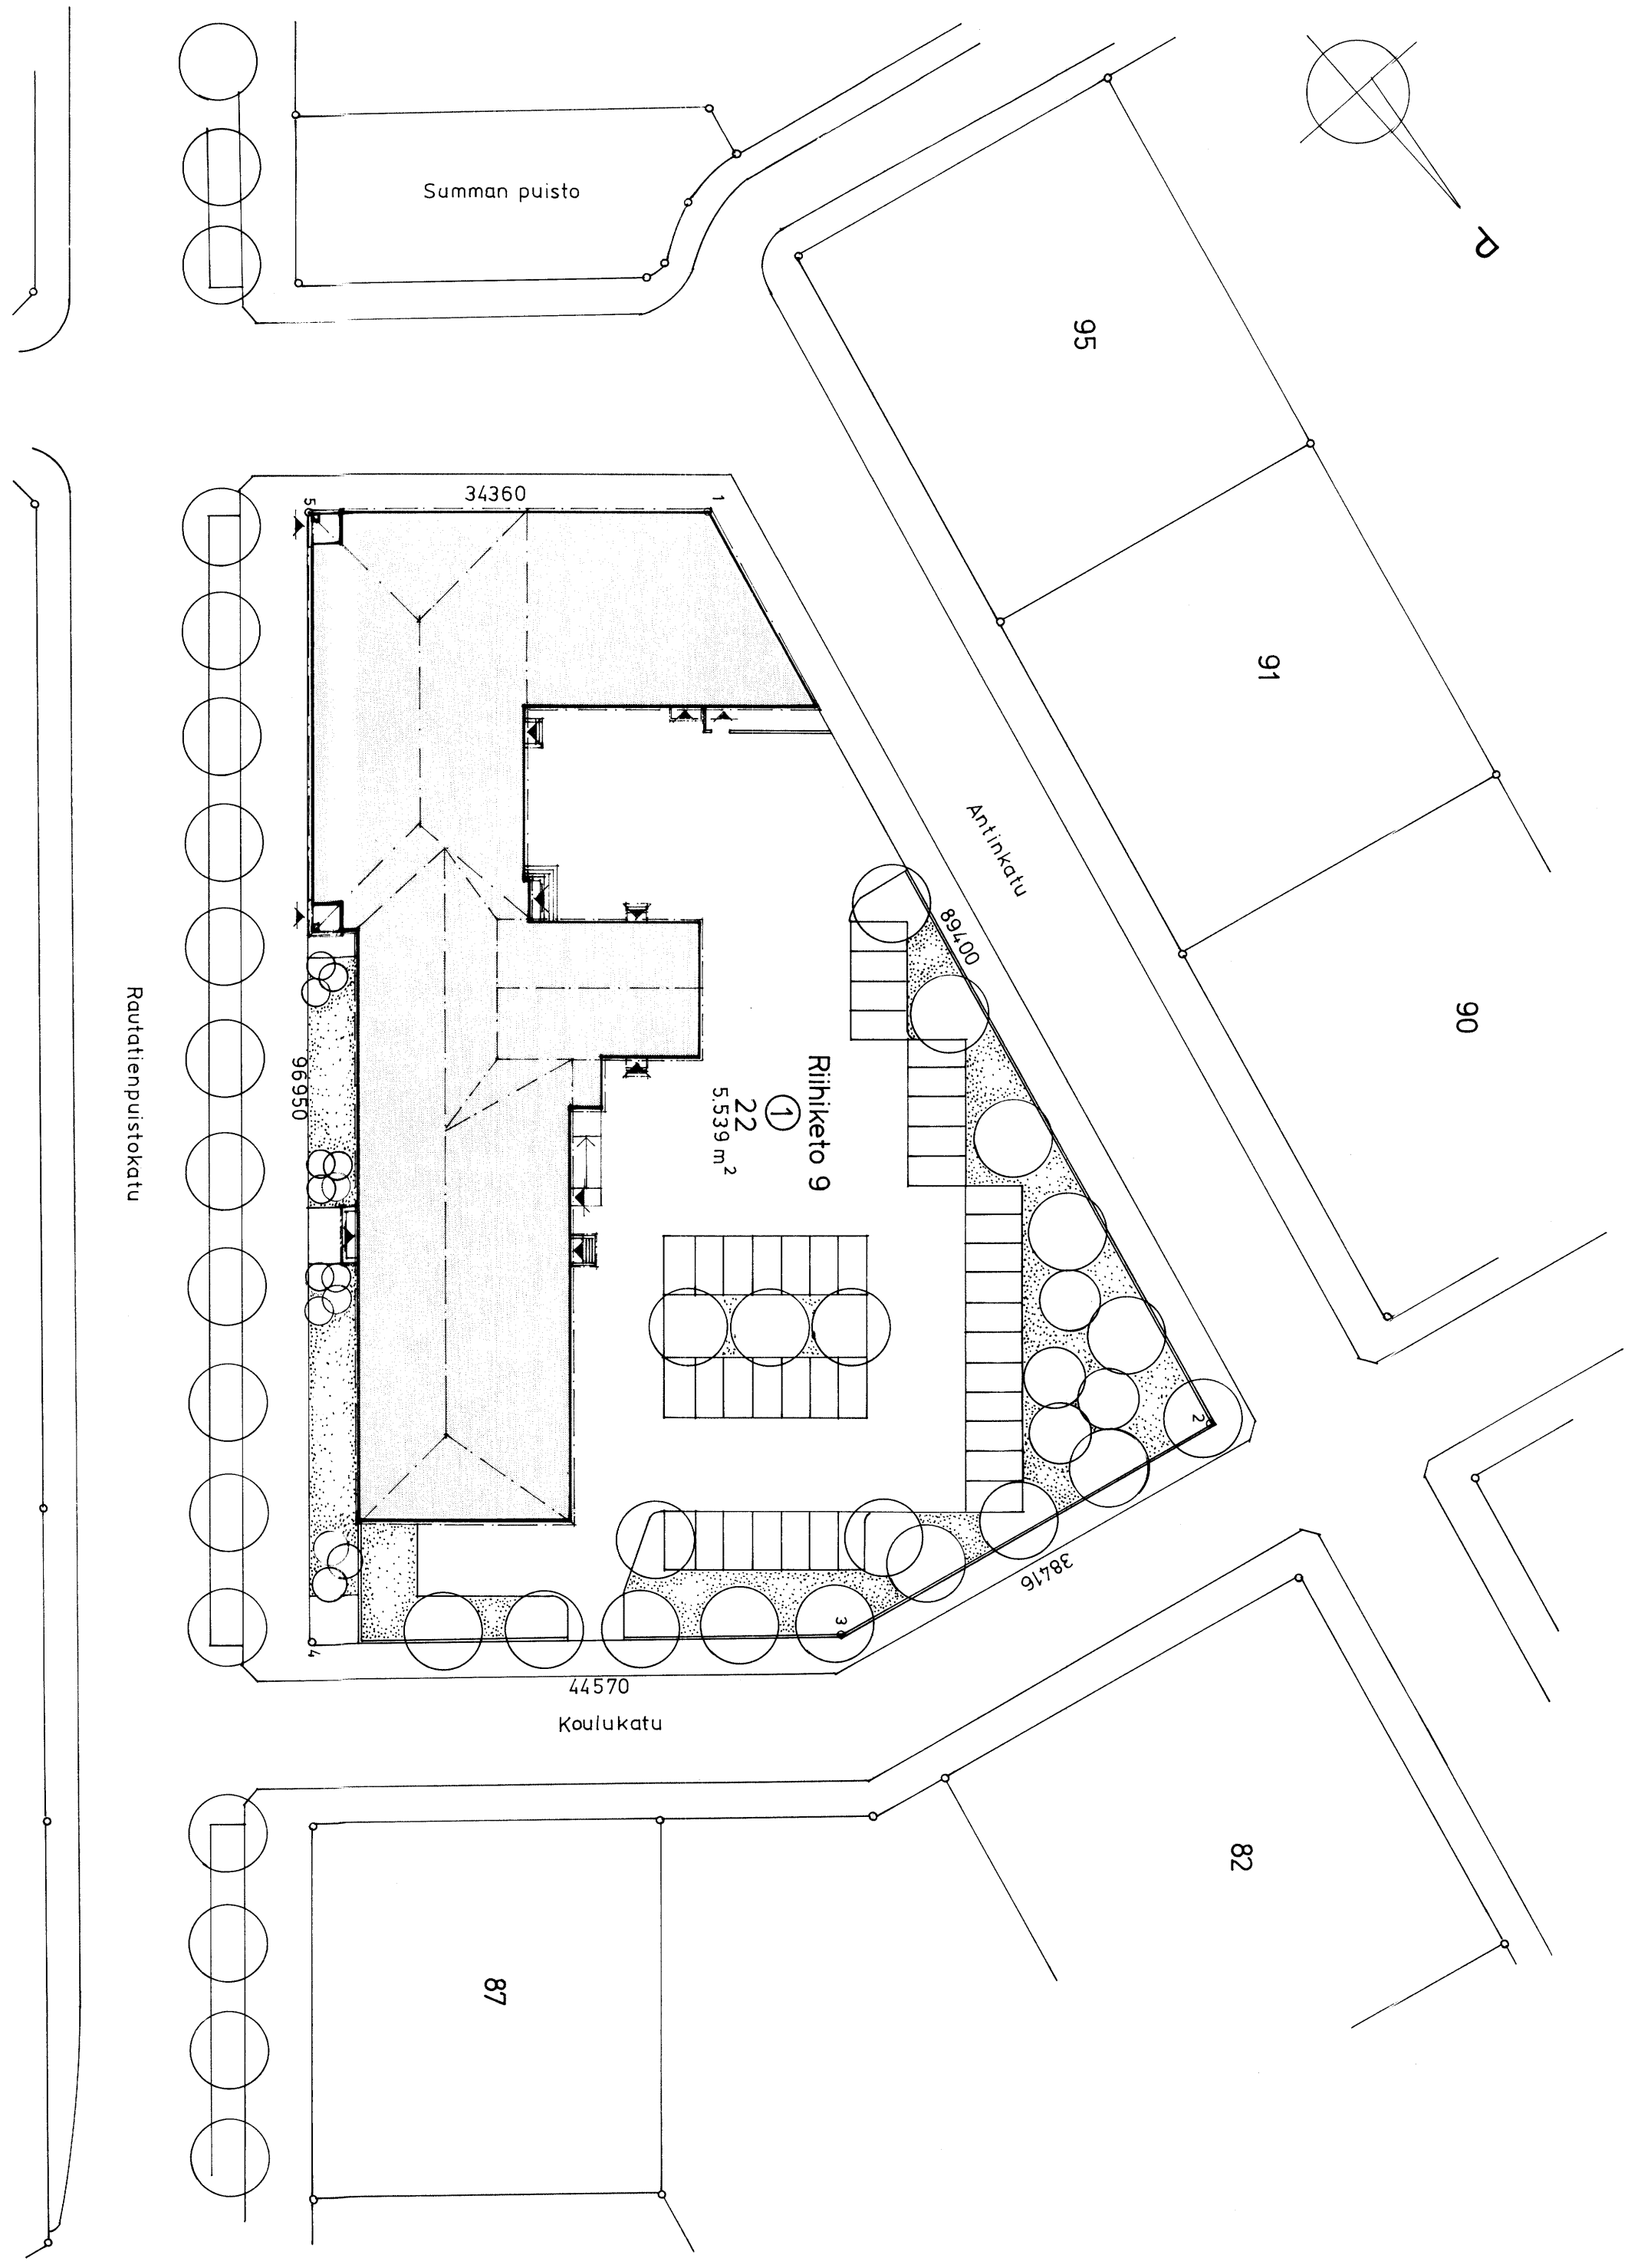 P
Summan puisto
95
91
90
34360
5
1
Antinkatu
89400
Rautatienpuistokatu
96950
Riihiketo 9
1
22
5.539 m²
2
38416
3
4
44570
Koulukatu
82
87